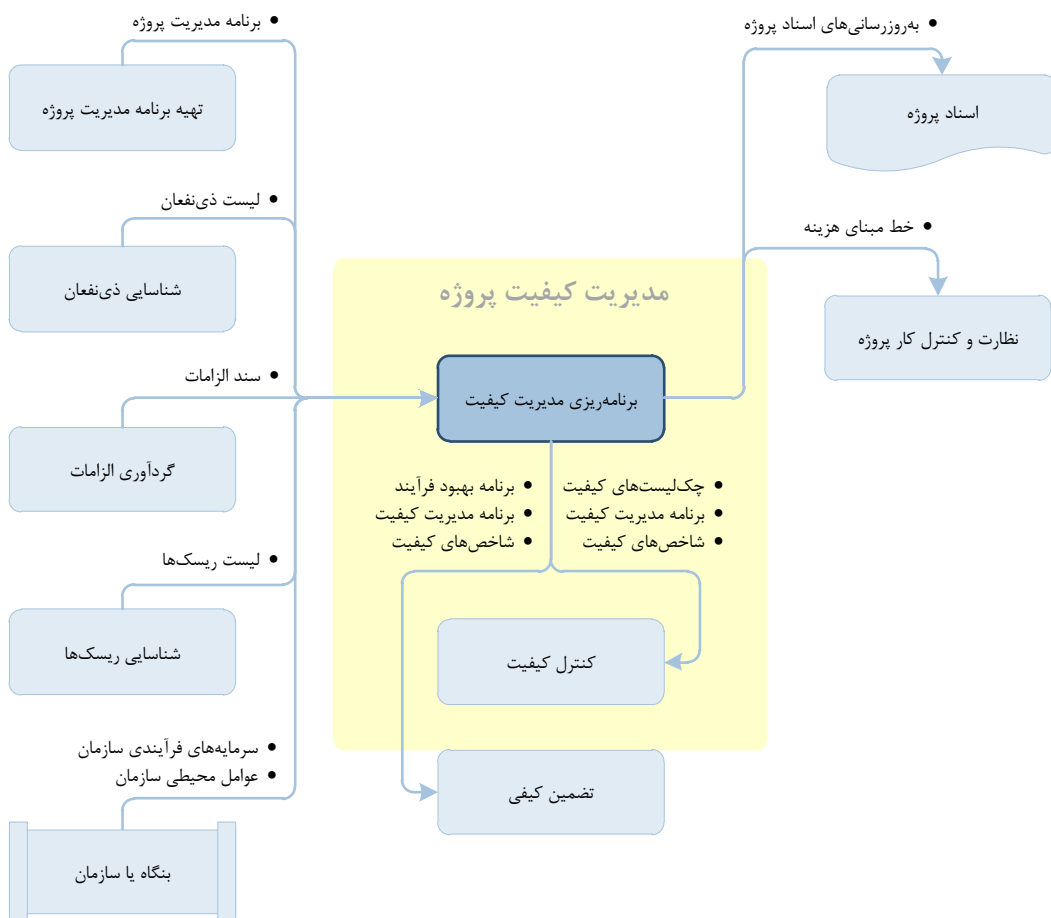 • برنامه مدیریت پروژه
تهیه برنامه مدیریت پروژه
• لیست ذی‌نفعان
شناسایی ذی‌نفعان
• سند الزامات
گردآوری الزامات
• لیست ریسک‌ها
شناسایی ریسک‌ها
• سرمایه‌های فرآیندی سازمان
• عوامل محیطی سازمان
بنگاه یا سازمان
مدیریت کیفیت پروژه
برنامه‌ریزی مدیریت کیفیت
• چک‌لیست‌های کیفیت
• برنامه مدیریت کیفیت
• شاخص‌های کیفیت
• برنامه بهبود فرآیند
• برنامه مدیریت کیفیت
• شاخص‌های کیفیت
کنترل کیفیت
تضمین کیفی
• به‌روزرسانی‌های اسناد پروژه
اسناد پروژه
• خط مبنای هزینه
نظارت و کنترل کار پروژه